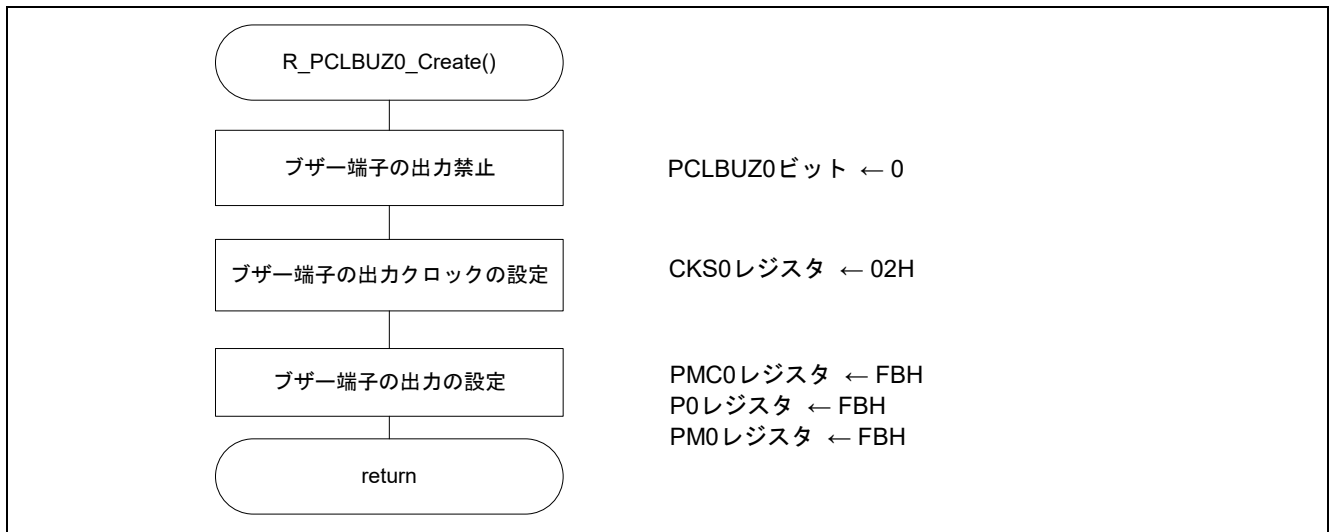 R_PCLBUZ0_Create()
ブザー端子の出力禁止
PCLBUZ0ビット ← 0
ブザー端子の出力クロックの設定
CKS0レジスタ ← 02H
ブザー端子の出力の設定
PMC0レジスタ ← FBH
P0レジスタ ← FBH
PM0レジスタ ← FBH
return